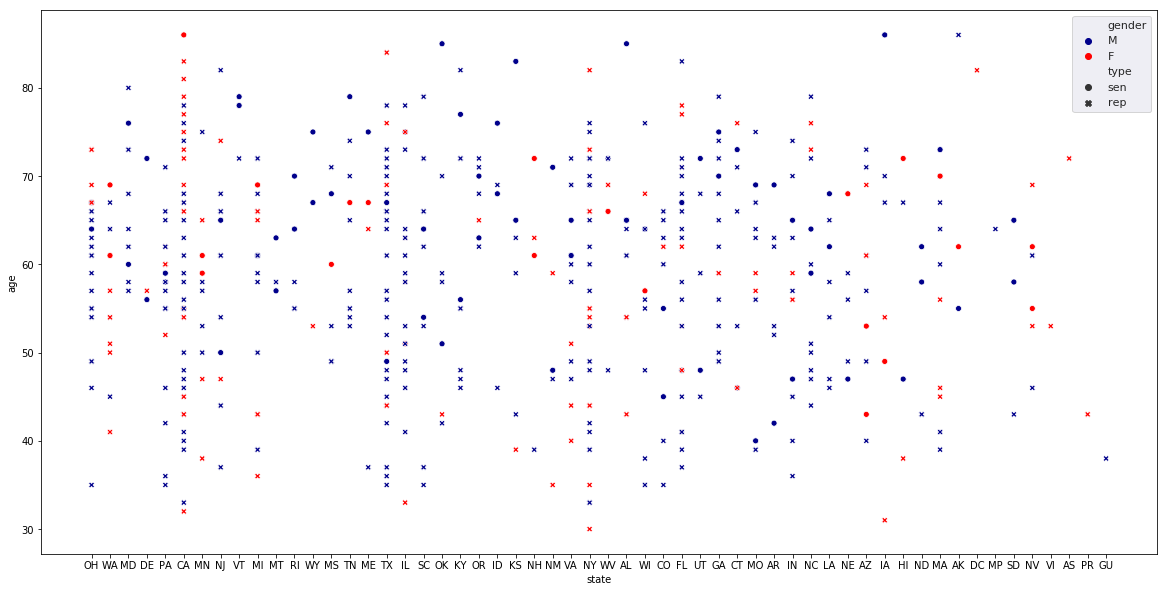 gender
M
F
type
sen
rep
80
70
60
50
40
30
age
OH WA MD DE PA CA MN NJ VT MI MT RI WY MS TN ME TX IL SC OK KY OR ID KS NH NM VA NY WV AL WI CO FL UT GA CT MO AR IN NC LA NE AZ IA HI ND MA AK DC MP SD NV VI AS PR GU
state